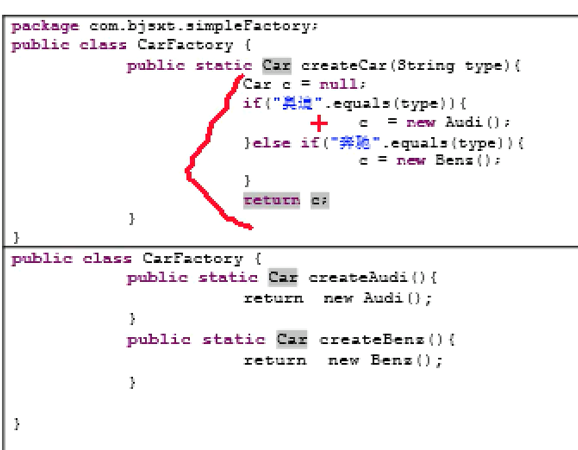 package com.bjsxt.simpleFactory;
public class CarFactory {
public static Car createCar(String type){
Car c = null;
if("奥迪".equals(type)){
c = new Audi();
}else if("奔驰".equals(type)){
c = new Benz();
}
return c;
}
}
public class CarFactory {
public static Car createAudi(){
return new Audi();
}
public static Car createBenz(){
return new Benz();
}
}